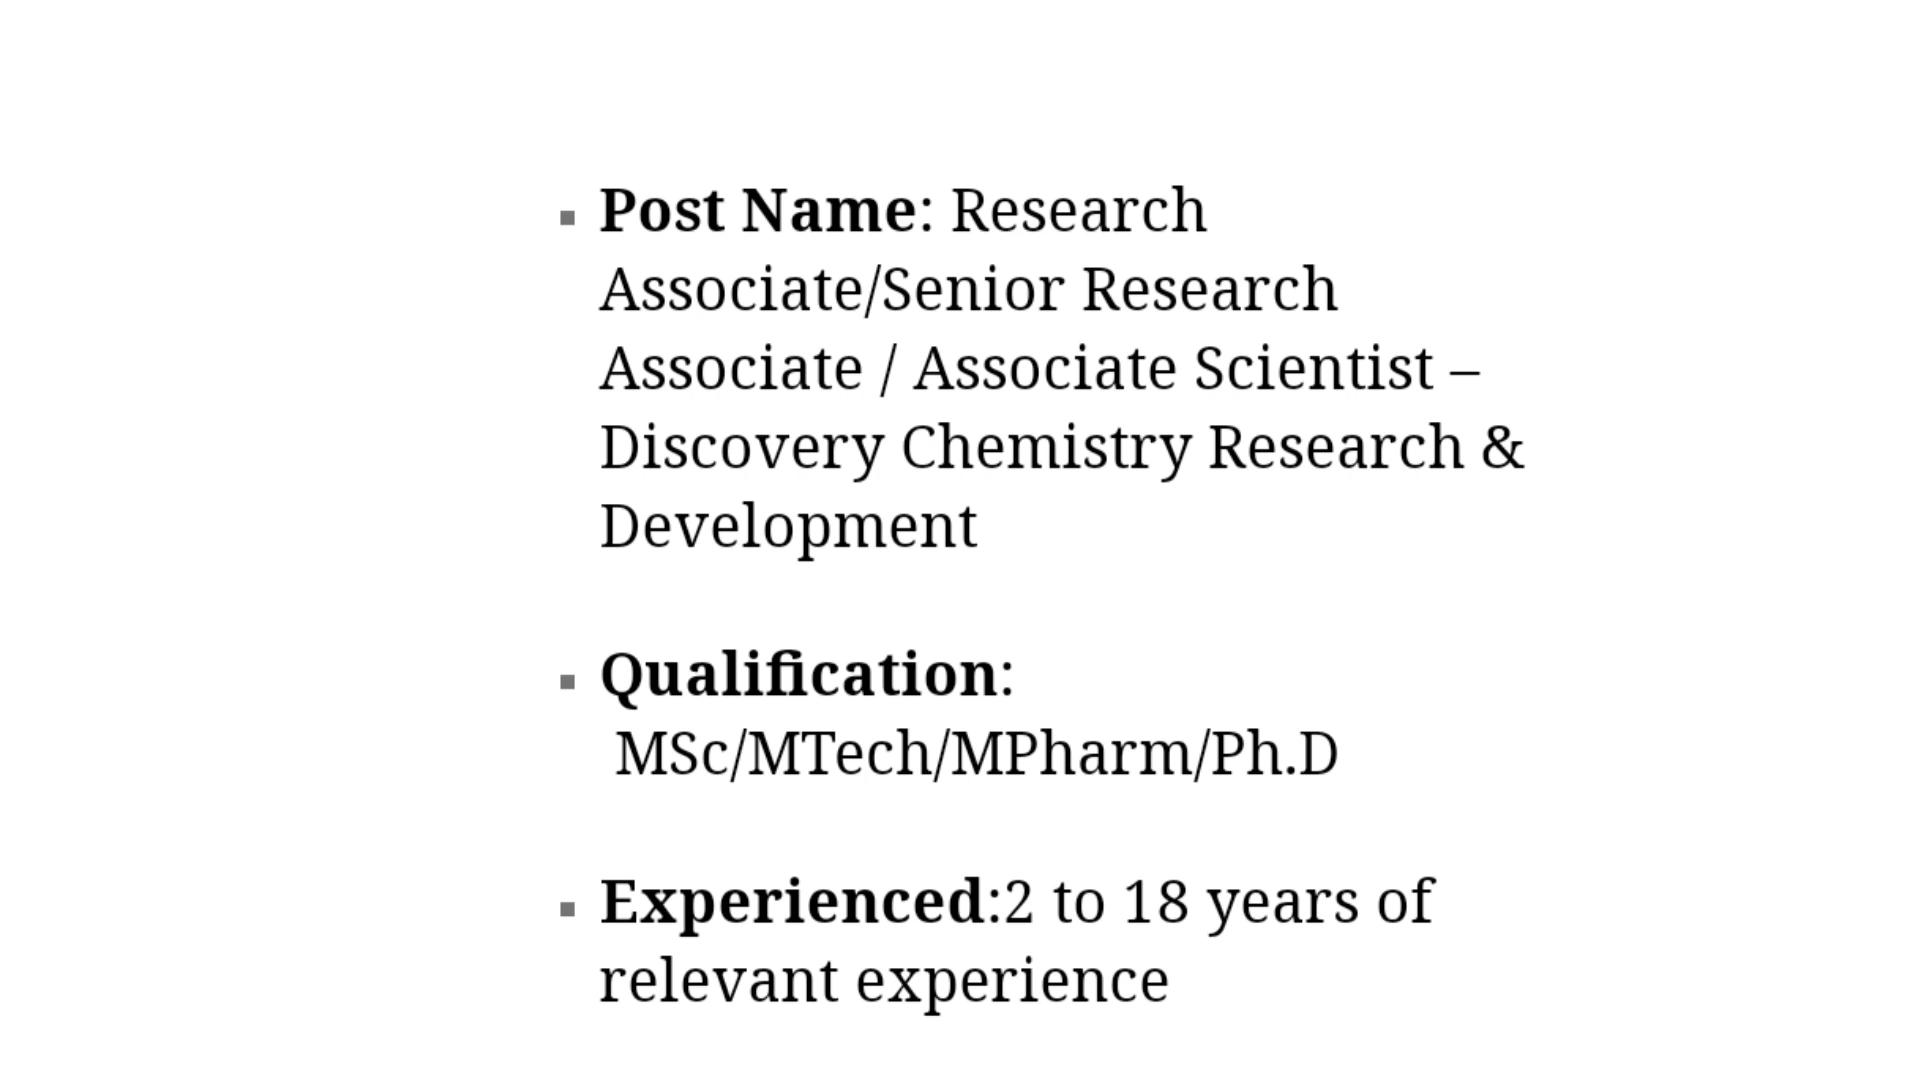 ▪ Post Name: Research
Associate/Senior Research
Associate / Associate Scientist –
Discovery Chemistry Research &
Development
▪ Qualification:
MSc/MTech/MPharm/Ph.D
▪ Experienced:2 to 18 years of
relevant experience